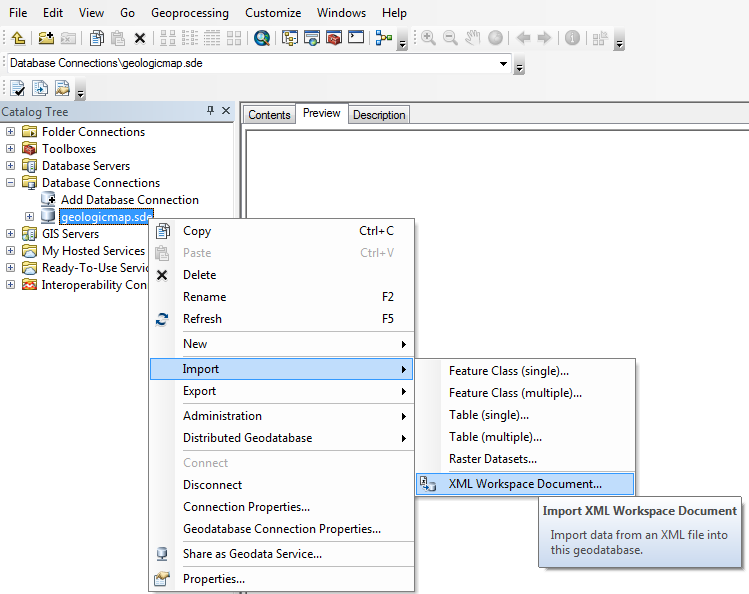 File Edit View Go Geoprocessing Customize Windows Help
Database Connections\geologicmap.sde
Catalog Tree
Contents Preview Description
Folder Connections
Toolboxes
Database Servers
Database Connections
Add Database Connection
geologicmap.sde
GIS Servers
My Hosted Services
Ready-To-Use Servic
Interoperability Con
Copy Ctrl+C
Paste Ctrl+V
Delete
Rename F2
Refresh F5
New
Import
Export
Administration
Distributed Geodatabase
Connect
Disconnect
Connection Properties...
Geodatabase Connection Properties...
Share as Geodata Service...
Properties...
Feature Class (single)...
Feature Class (multiple)...
Table (single)...
Table (multiple)...
Raster Datasets...
XML Workspace Document...
Import XML Workspace Document
Import data from an XML file into
this geodatabase.